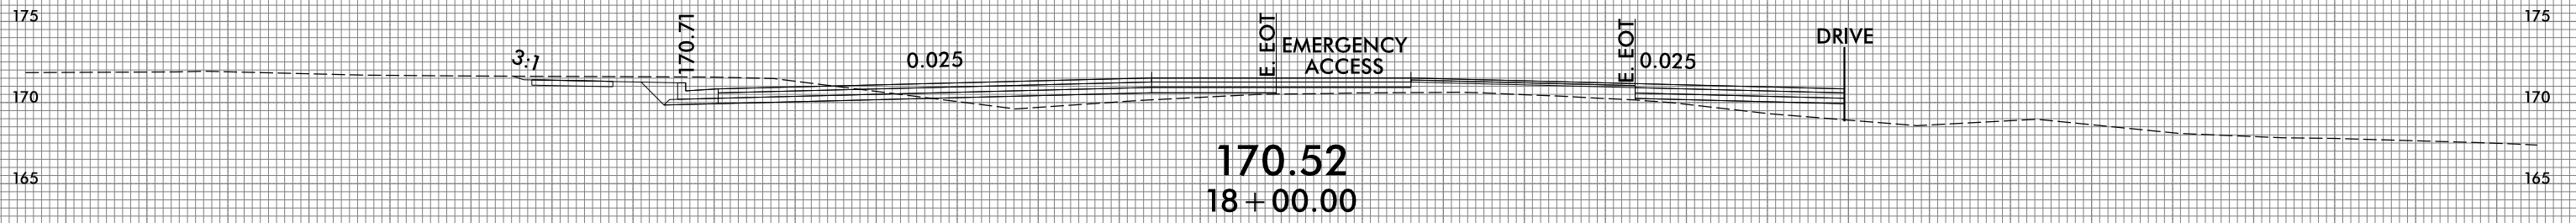 175
170.71
E. EOT
E. EOT
175
3:1
0.025
EMERGENCY
ACCESS
0.025
DRIVE
170
170
170.52
165
165
18+00.00